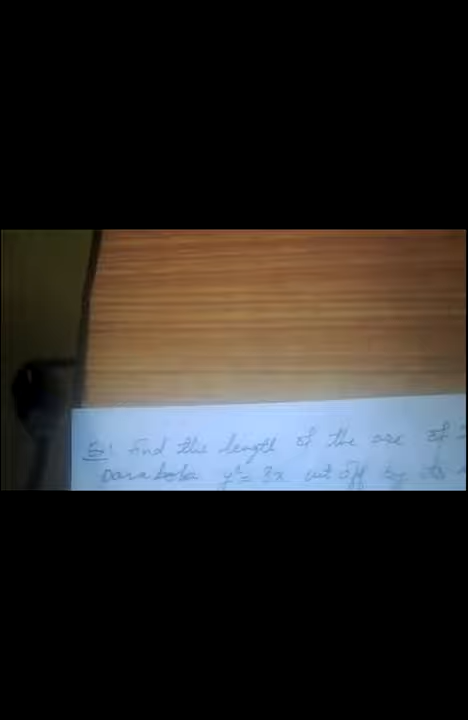 Ex! Find the length of the arc of
Parabola y² = 8x cut off by its